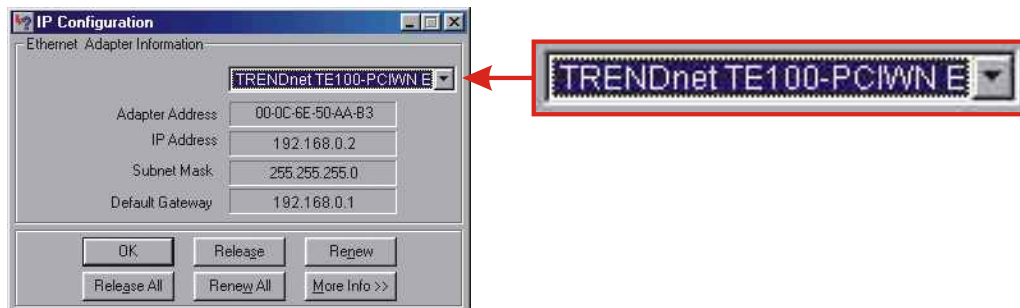 IP Configuration
Ethernet Adapter Information
TRENDnet TE100-PCIWN E
Adapter Address 00-0C-6E-50-AA-B3
IP Address 192.168.0.2
Subnet Mask 255.255.255.0
Default Gateway 192.168.0.1
OK Release Renew
Release All Renew All More Info >>
TRENDnet TE100-PCIWN E